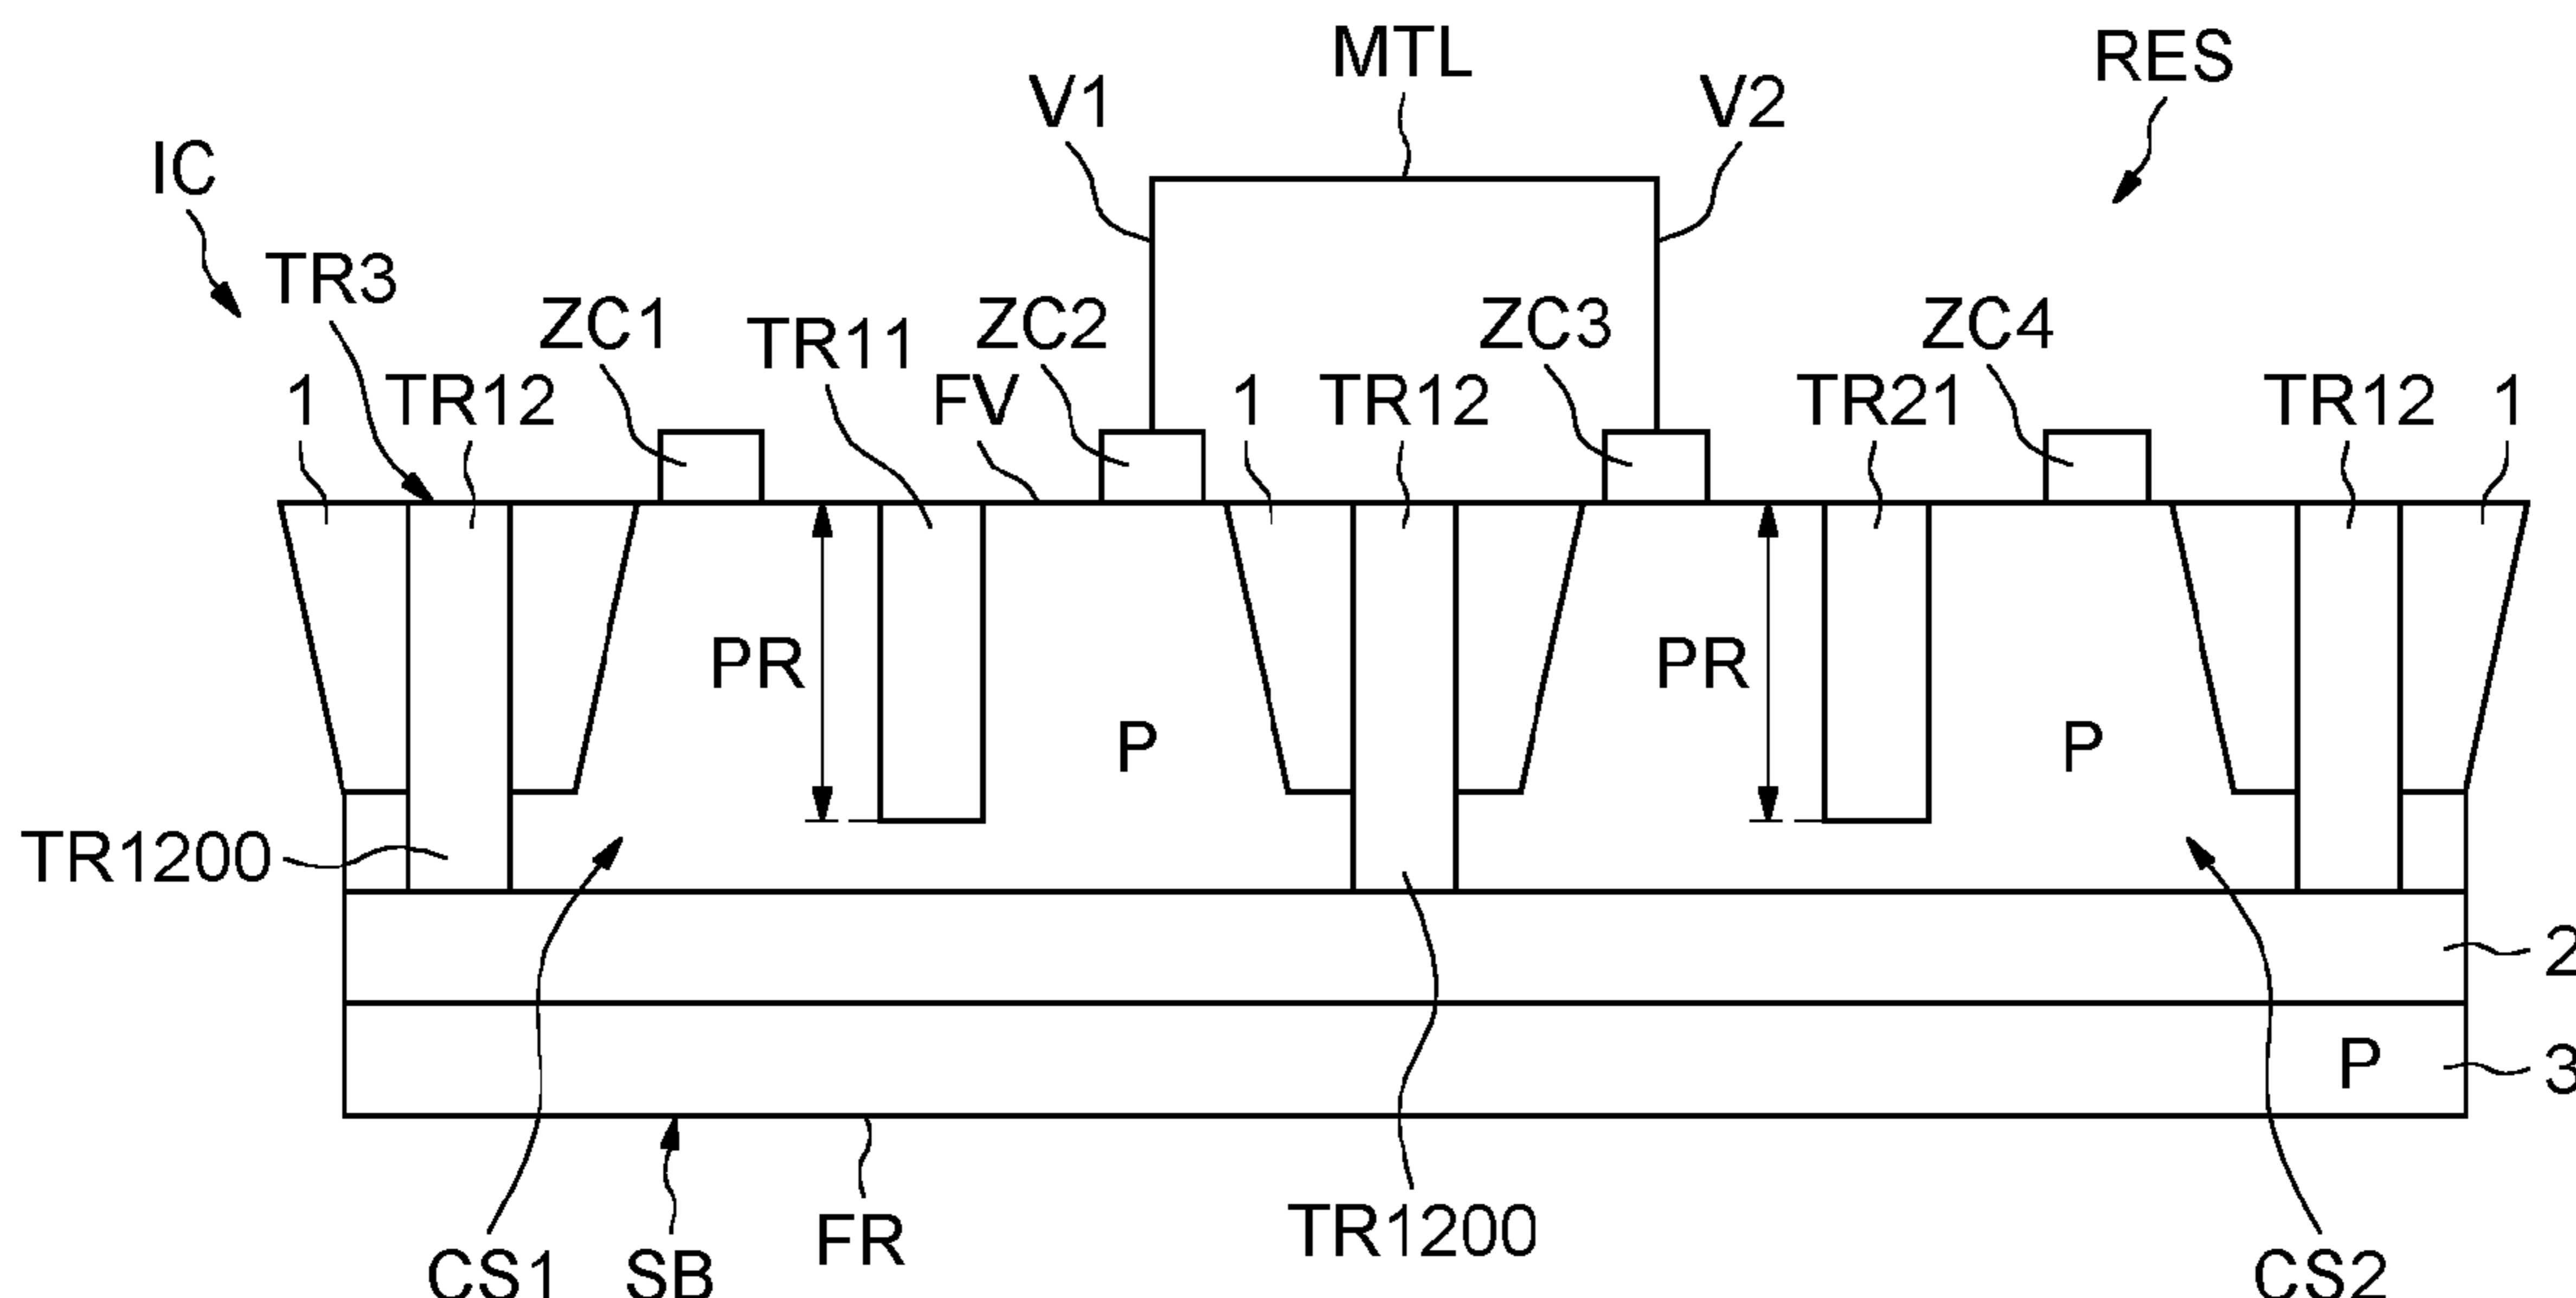 MTL
RES
V1
V2
IC
TR3
ZC1
TR11
ZC2
ZC3
ZC4
1
TR12
FV
1
TR12
TR21
TR12
1
PR
PR
P
P
TR1200
2
P
3
TR1200
FR
CS1
SB
CS2